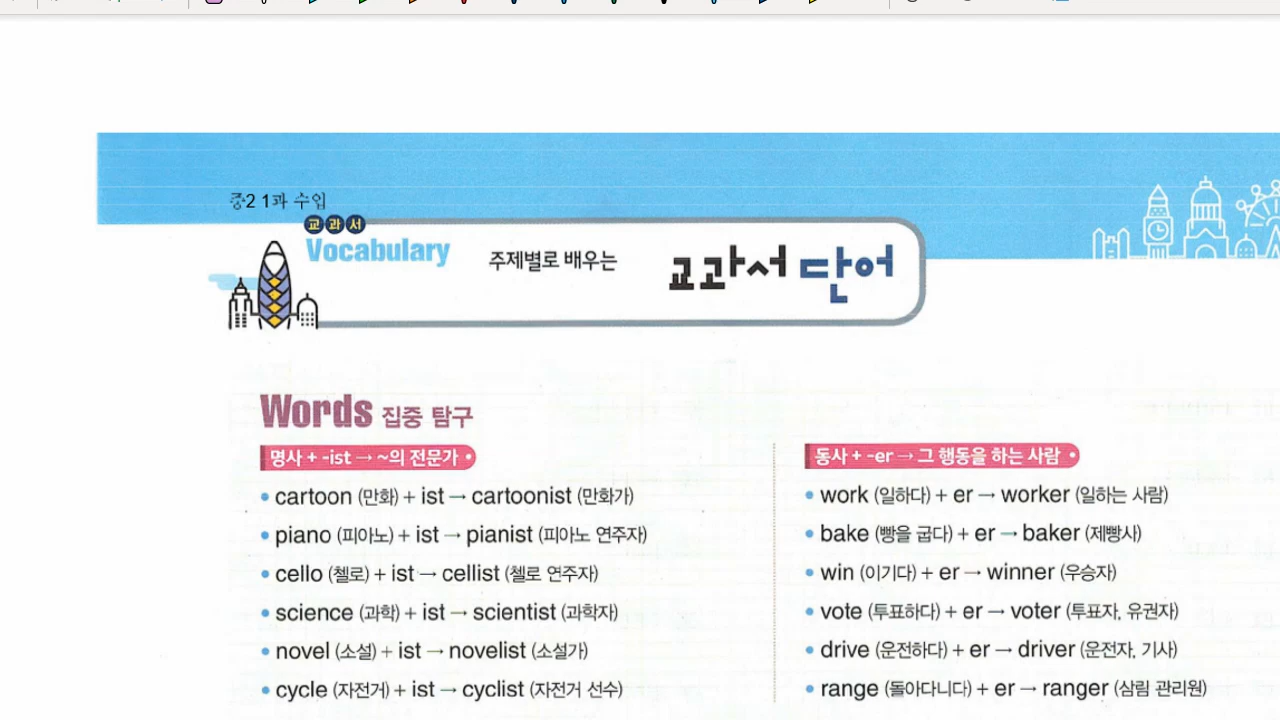 중2 1과 수입
교과서
Vocabulary
주제별로 배우는 교과서 단어
Words 집중 탐구
명사 + -ist → ~의 전문가
• cartoon (만화) + ist → cartoonist (만화가)
• piano (피아노) + ist → pianist (피아노 연주자)
• cello (첼로) + ist → cellist (첼로 연주자)
• science (과학) + ist → scientist (과학자)
• novel (소설) + ist → novelist (소설가)
• cycle (자전거) + ist → cyclist (자전거 선수)
동사 + -er → 그 행동을 하는 사람
• work (일하다) + er → worker (일하는 사람)
• bake (빵을 굽다) + er → baker (제빵사)
• win (이기다) + er → winner (우승자)
• vote (투표하다) + er → voter (투표자, 유권자)
• drive (운전하다) + er → driver (운전자, 기사)
• range (돌아다니다) + er → ranger (삼림 관리원)